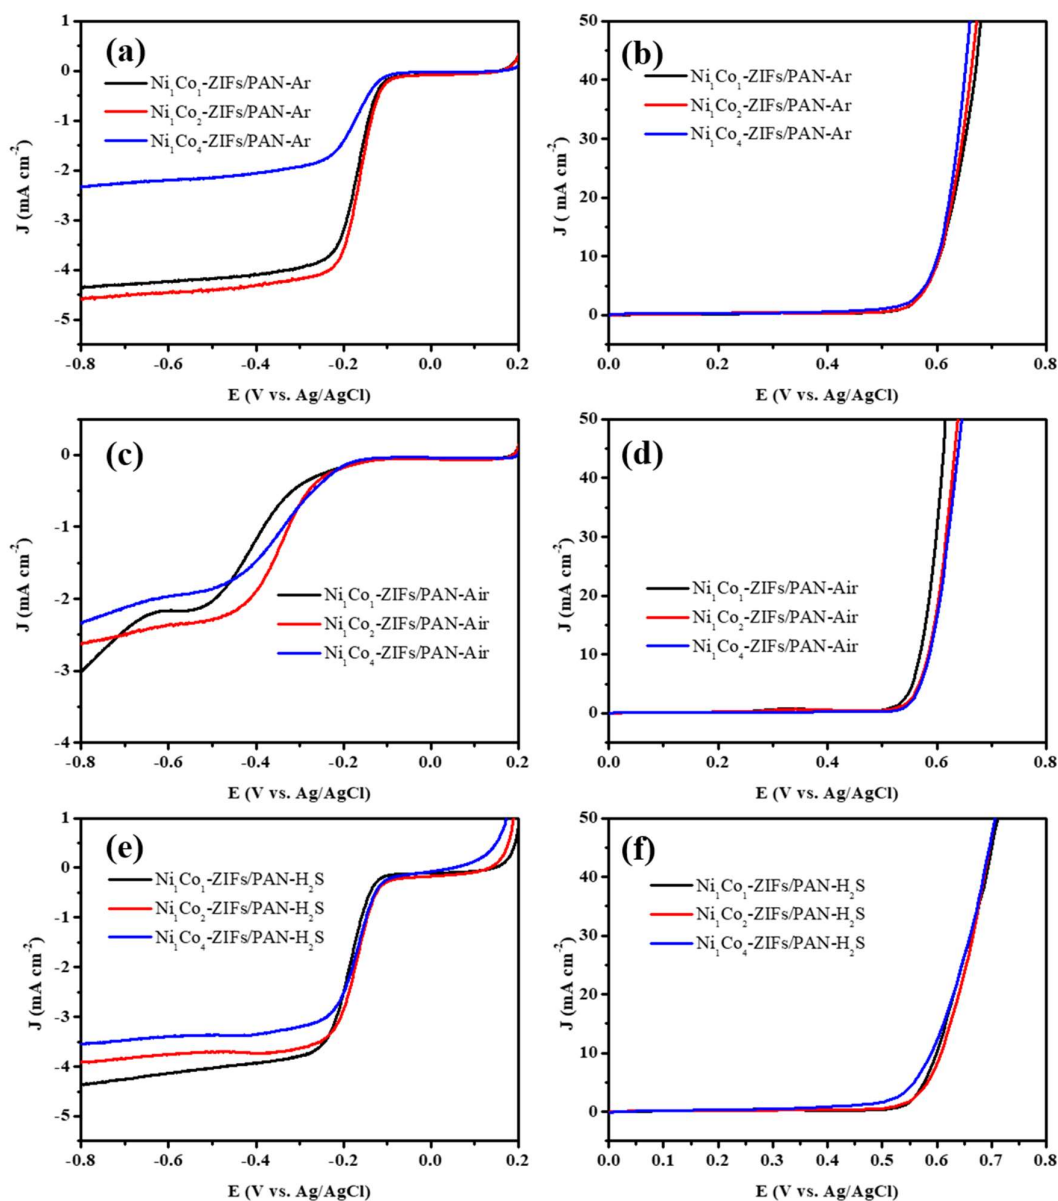 (a)
Ni₁Co₁-ZIFs/PAN-Ar
Ni₁Co₂-ZIFs/PAN-Ar
Ni₁Co₄-ZIFs/PAN-Ar
1
0
-1
-2
-3
-4
-5
J (mA cm⁻²)
-0.8 -0.6 -0.4 -0.2 0.0 0.2
E (V vs. Ag/AgCl)
(b)
Ni₁Co₁-ZIFs/PAN-Ar
Ni₁Co₂-ZIFs/PAN-Ar
Ni₁Co₄-ZIFs/PAN-Ar
50
40
30
20
10
0
J ( mA cm⁻²)
0.0 0.2 0.4 0.6 0.8
E (V vs. Ag/AgCl)
(c)
Ni₁Co₁-ZIFs/PAN-Air
Ni₁Co₂-ZIFs/PAN-Air
Ni₁Co₄-ZIFs/PAN-Air
0
-1
-2
-3
-4
J (mA cm⁻²)
-0.8 -0.6 -0.4 -0.2 0.0 0.2
E (V vs. Ag/AgCl)
(d)
Ni₁Co₁-ZIFs/PAN-Air
Ni₁Co₂-ZIFs/PAN-Air
Ni₁Co₄-ZIFs/PAN-Air
50
40
30
20
10
0
J (mA cm⁻²)
0.0 0.2 0.4 0.6 0.8
E (V vs. Ag/AgCl)
(e)
Ni₁Co₁-ZIFs/PAN-H₂S
Ni₁Co₂-ZIFs/PAN-H₂S
Ni₁Co₄-ZIFs/PAN-H₂S
1
0
-1
-2
-3
-4
-5
J (mA cm⁻²)
-0.8 -0.6 -0.4 -0.2 0.0 0.2
E (V vs. Ag/AgCl)
(f)
Ni₁Co₁-ZIFs/PAN-H₂S
Ni₁Co₂-ZIFs/PAN-H₂S
Ni₁Co₄-ZIFs/PAN-H₂S
50
40
30
20
10
0
J (mA cm⁻²)
0.0 0.1 0.2 0.3 0.4 0.5 0.6 0.7 0.8
E (V vs. Ag/AgCl)